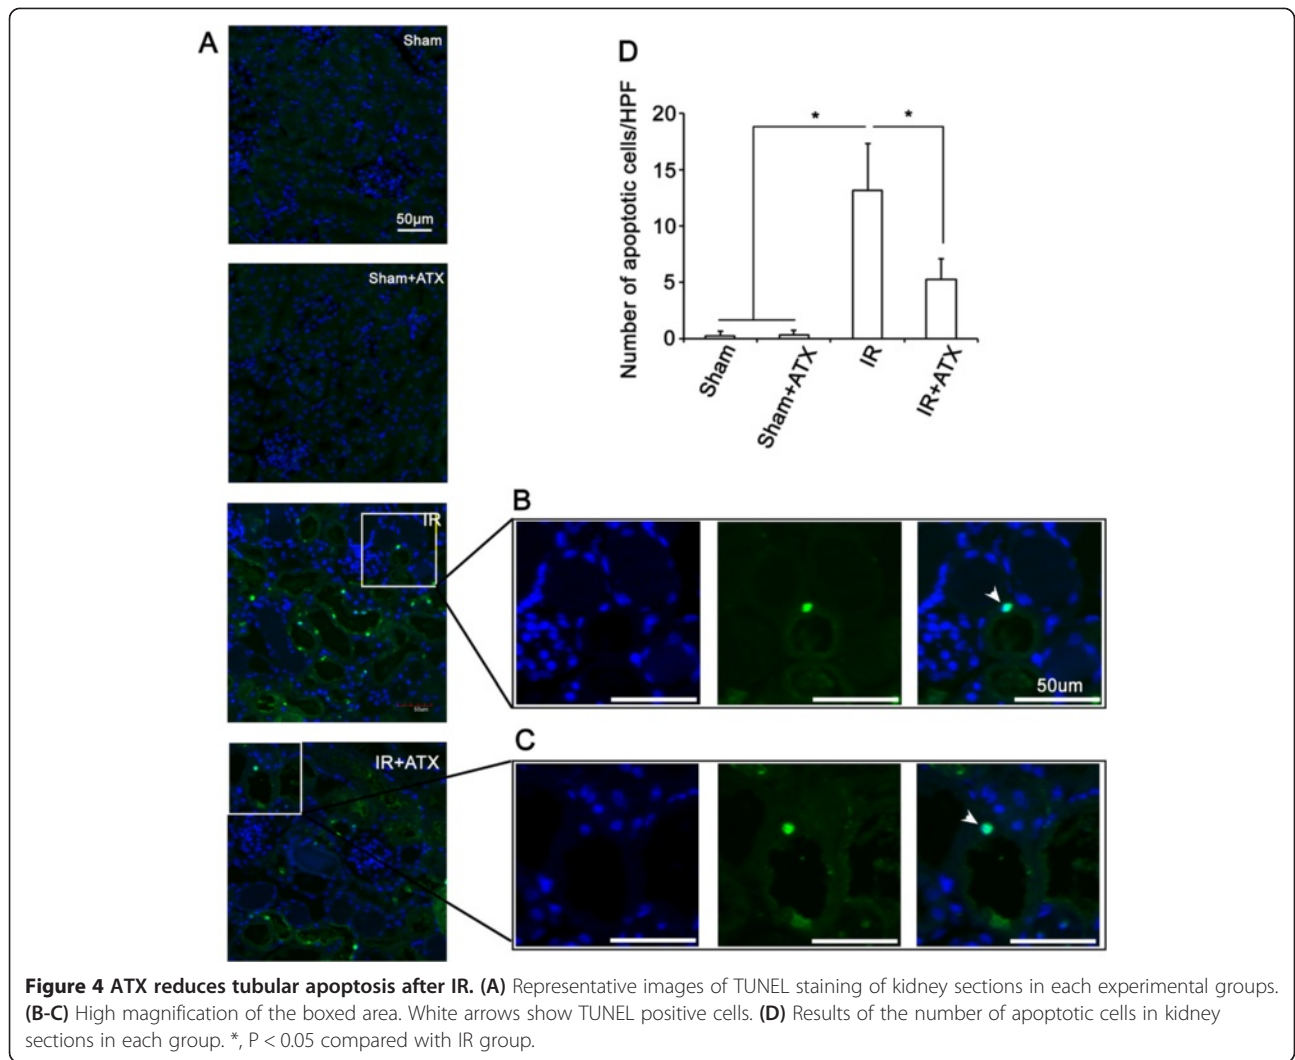 A
Sham
50µm
Sham+ATX
IR
50um
IR+ATX
B
50um
C
D
Number of apoptotic cells/HPF
20
15
10
5
0
*
*
Sham
Sham+ATX
IR
IR+ATX
Figure 4 ATX reduces tubular apoptosis after IR. (A) Representative images of TUNEL staining of kidney sections in each experimental groups.
(B-C) High magnification of the boxed area. White arrows show TUNEL positive cells. (D) Results of the number of apoptotic cells in kidney
sections in each group. *, P < 0.05 compared with IR group.